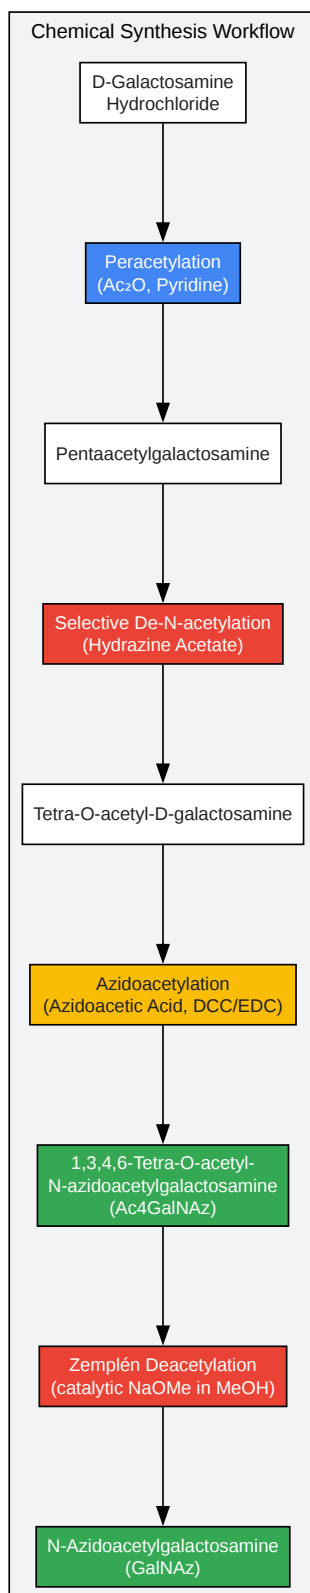 Chemical Synthesis Workflow
D-Galactosamine
Hydrochloride
Peracetylation
(Ac₂O, Pyridine)
Pentaacetylgalactosamine
Selective De-N-acetylation
(Hydrazine Acetate)
Tetra-O-acetyl-D-galactosamine
Azidoacetylation
(Azidoacetic Acid, DCC/EDC)
1,3,4,6-Tetra-O-acetyl-
N-azidoacetylgalactosamine
(Ac4GalNAz)
Zemplén Deacetylation
(catalytic NaOMe in MeOH)
N-Azidoacetylgalactosamine
(GalNAz)